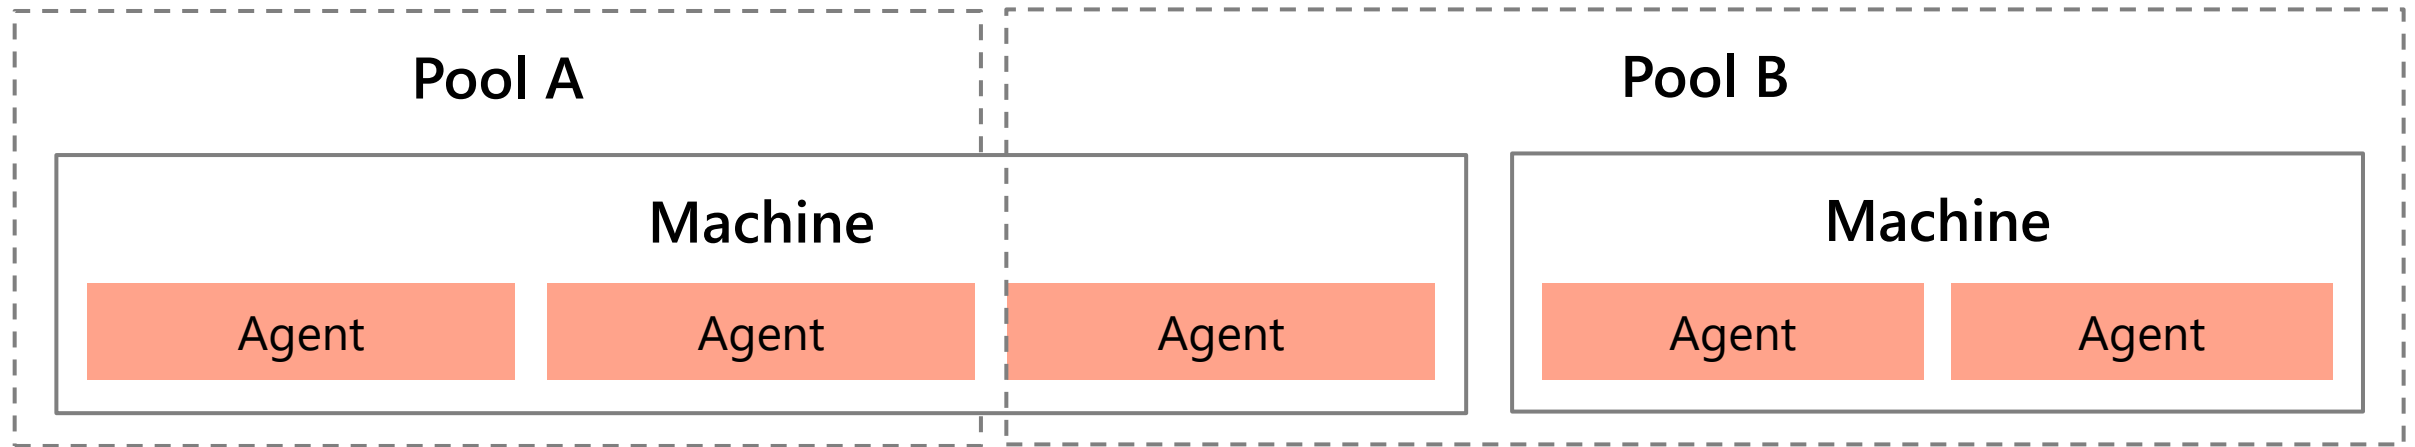 Pool A
Pool B
Machine
Machine
Agent
Agent
Agent
Agent
Agent